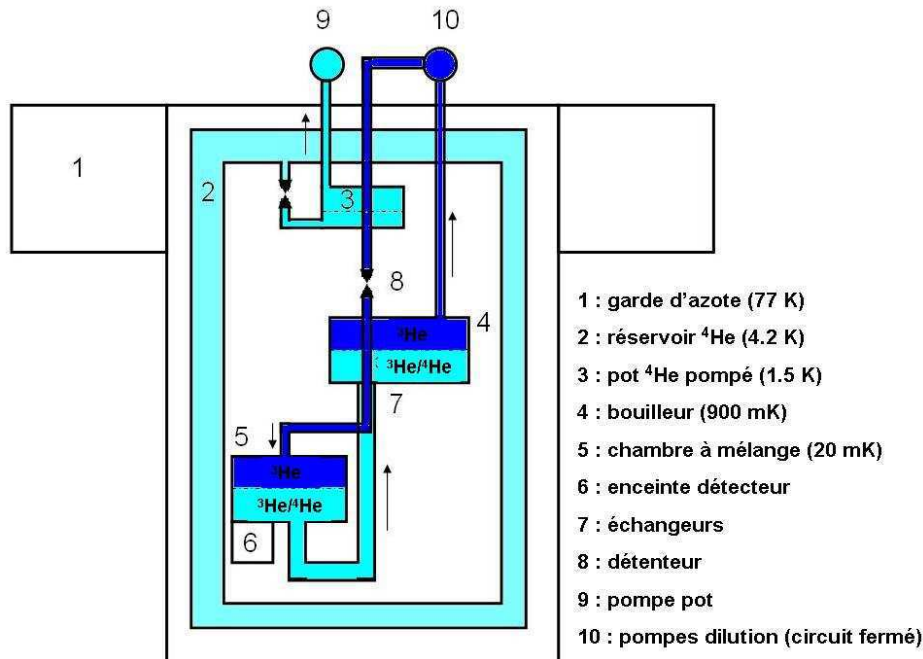 9
10
1
2
3
8
³He
4
³He/⁴He
7
5
³He
³He/⁴He
6
1 : garde d'azote (77 K)
2 : réservoir ⁴He (4.2 K)
3 : pot ⁴He pompé (1.5 K)
4 : bouilleur (900 mK)
5 : chambre à mélange (20 mK)
6 : enceinte détecteur
7 : échangeurs
8 : détenteur
9 : pompe pot
10 : pompes dilution (circuit fermé)